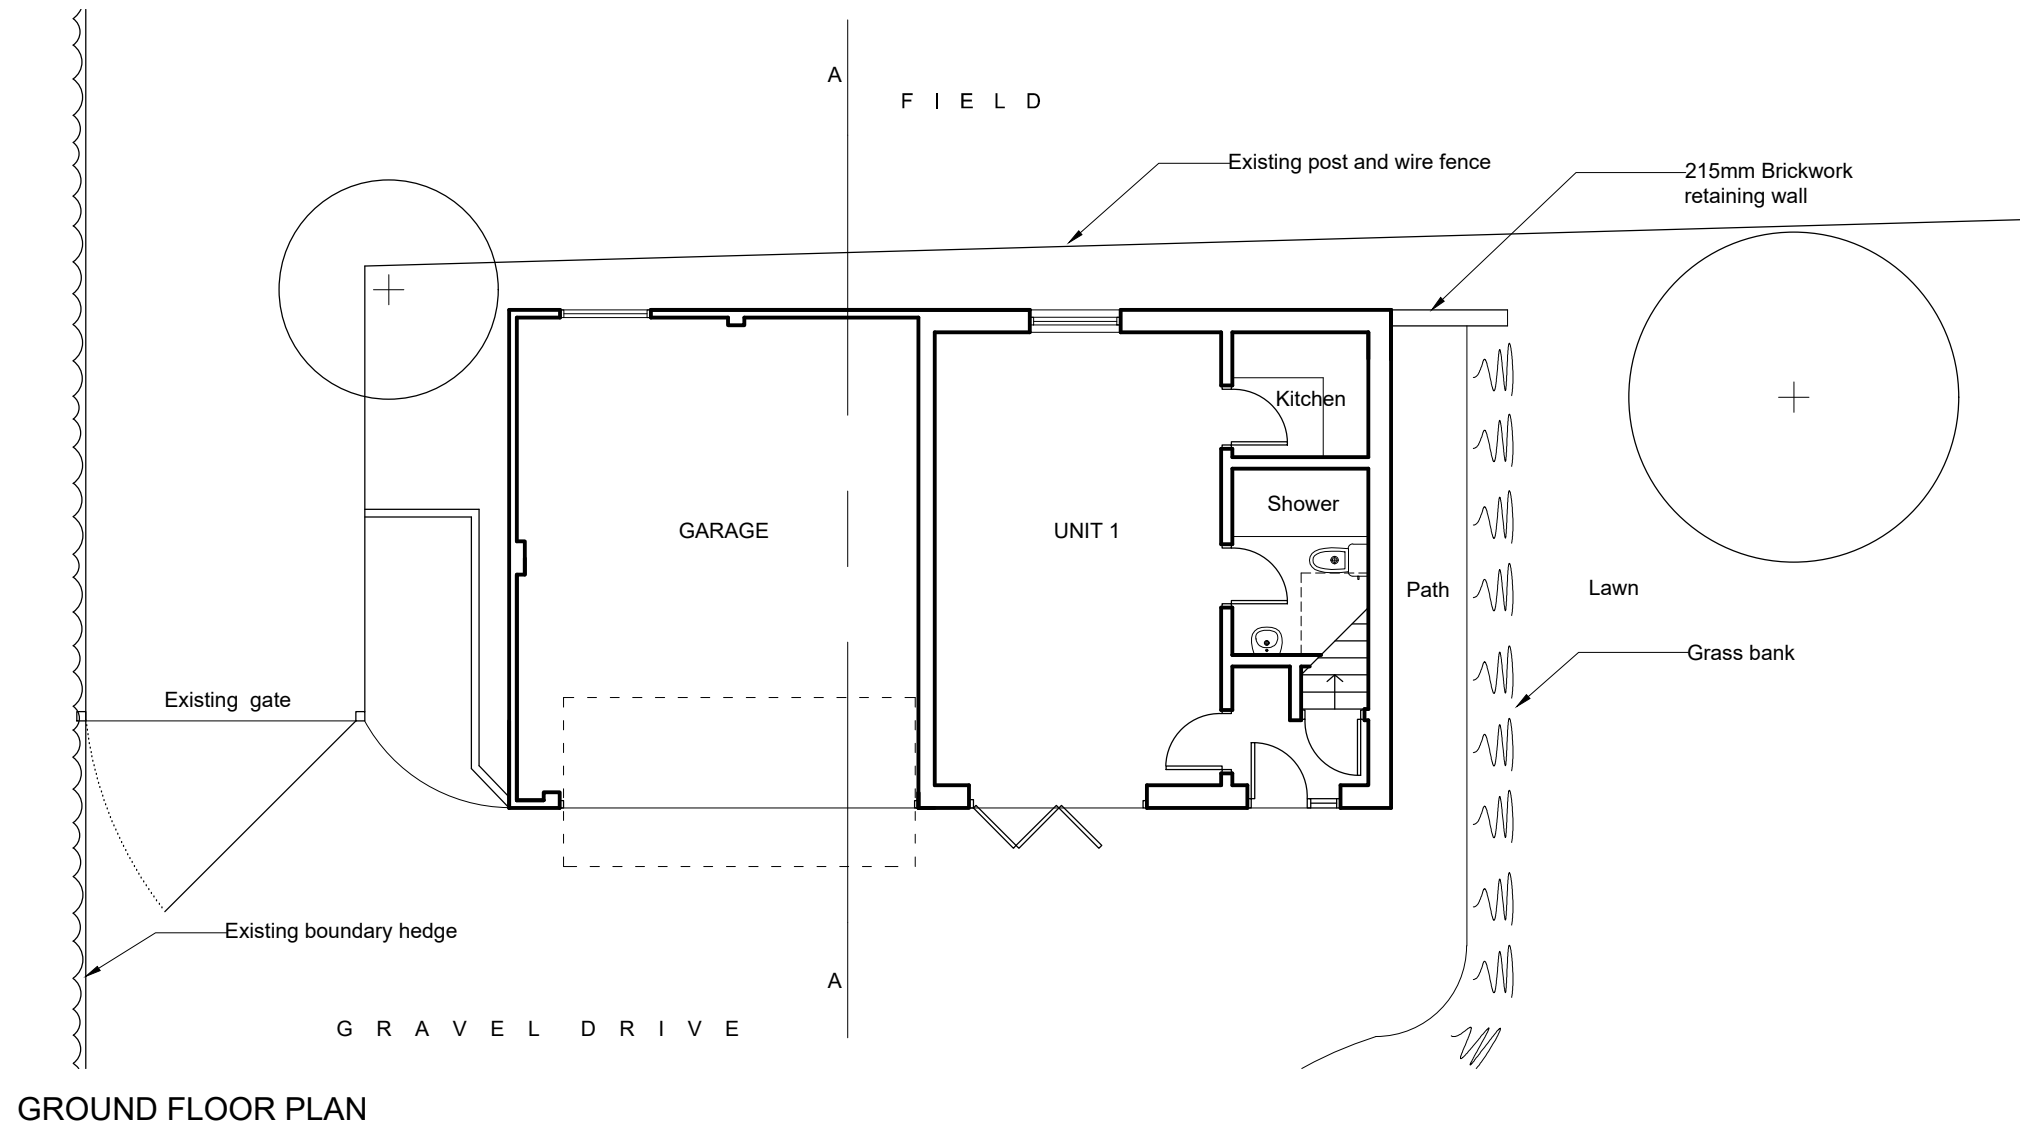 A
F I E L D
Existing post and wire fence
215mm Brickwork
retaining wall
Kitchen
Shower
GARAGE
UNIT 1
Path
Lawn
Grass bank
Existing gate
Existing boundary hedge
A
G R A V E L D R I V E
GROUND FLOOR PLAN